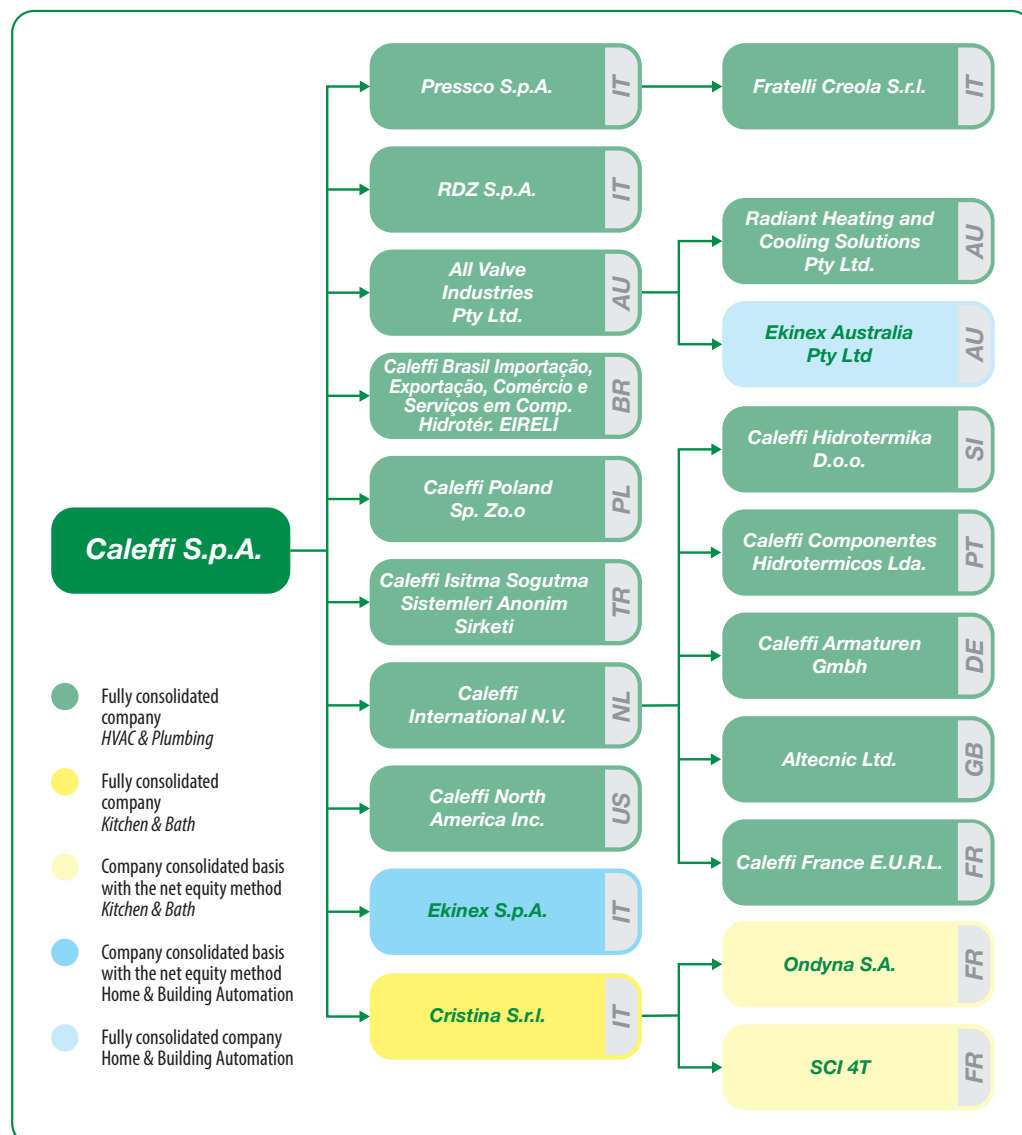 Caleffi S.p.A.
Pressco S.p.A.
IT
Fratelli Creola S.r.l.
IT
RDZ S.p.A.
IT
All Valve
Industries
Pty Ltd.
AU
Radiant Heating and
Cooling Solutions
Pty Ltd.
AU
Ekinex Australia
Pty Ltd
AU
Caleffi Brasil Importação,
Exportação, Comércio e
Serviços em Comp.
Hidrotér. EIRELI
BR
Caleffi Poland
Sp. Zo.o
PL
Caleffi Isitma Sogutma
Sistemleri Anonim
Sirketi
TR
Caleffi
International N.V.
NL
Caleffi Hidrotermika
D.o.o.
SI
Caleffi Componentes
Hidrotermicos Lda.
PT
Caleffi Armaturen
Gmbh
DE
Altecnic Ltd.
GB
Caleffi France E.U.R.L.
FR
Caleffi North
America Inc.
US
Ekinex S.p.A.
IT
Cristina S.r.l.
IT
Ondyna S.A.
FR
SCI 4T
FR
Fully consolidated
company
HVAC & Plumbing
Fully consolidated
company
Kitchen & Bath
Company consolidated basis
with the net equity method
Kitchen & Bath
Company consolidated basis
with the net equity method
Home & Building Automation
Fully consolidated company
Home & Building Automation